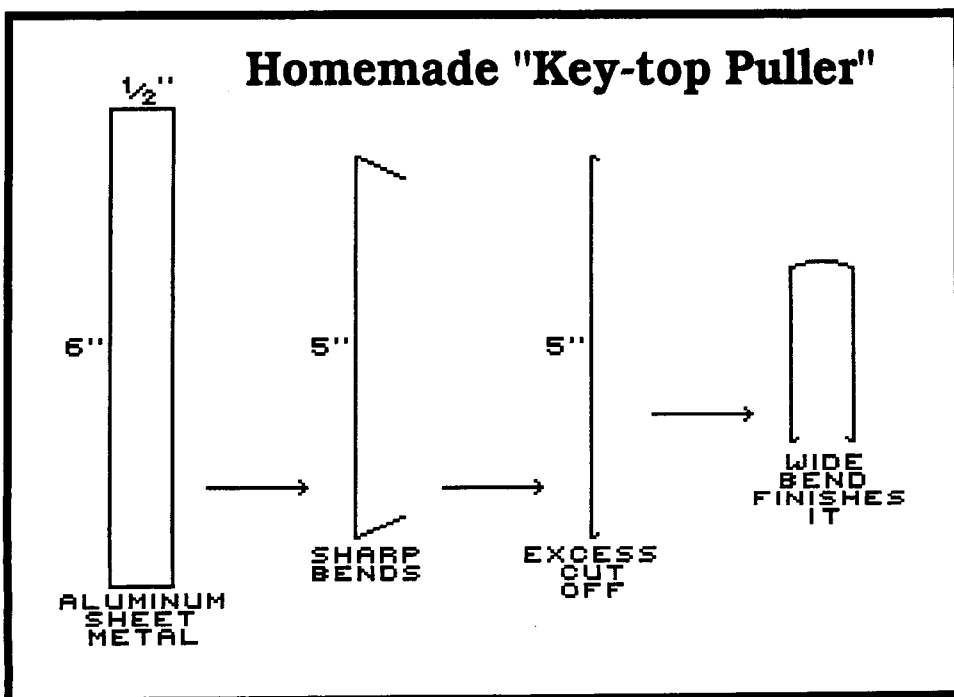 Homemade "Key-top Puller"
1/2"
6"
ALUMINUM
SHEET
METAL
5"
SHARP
BENDS
5"
EXCESS
CUT
OFF
WIDE
BEND
FINISHES
IT